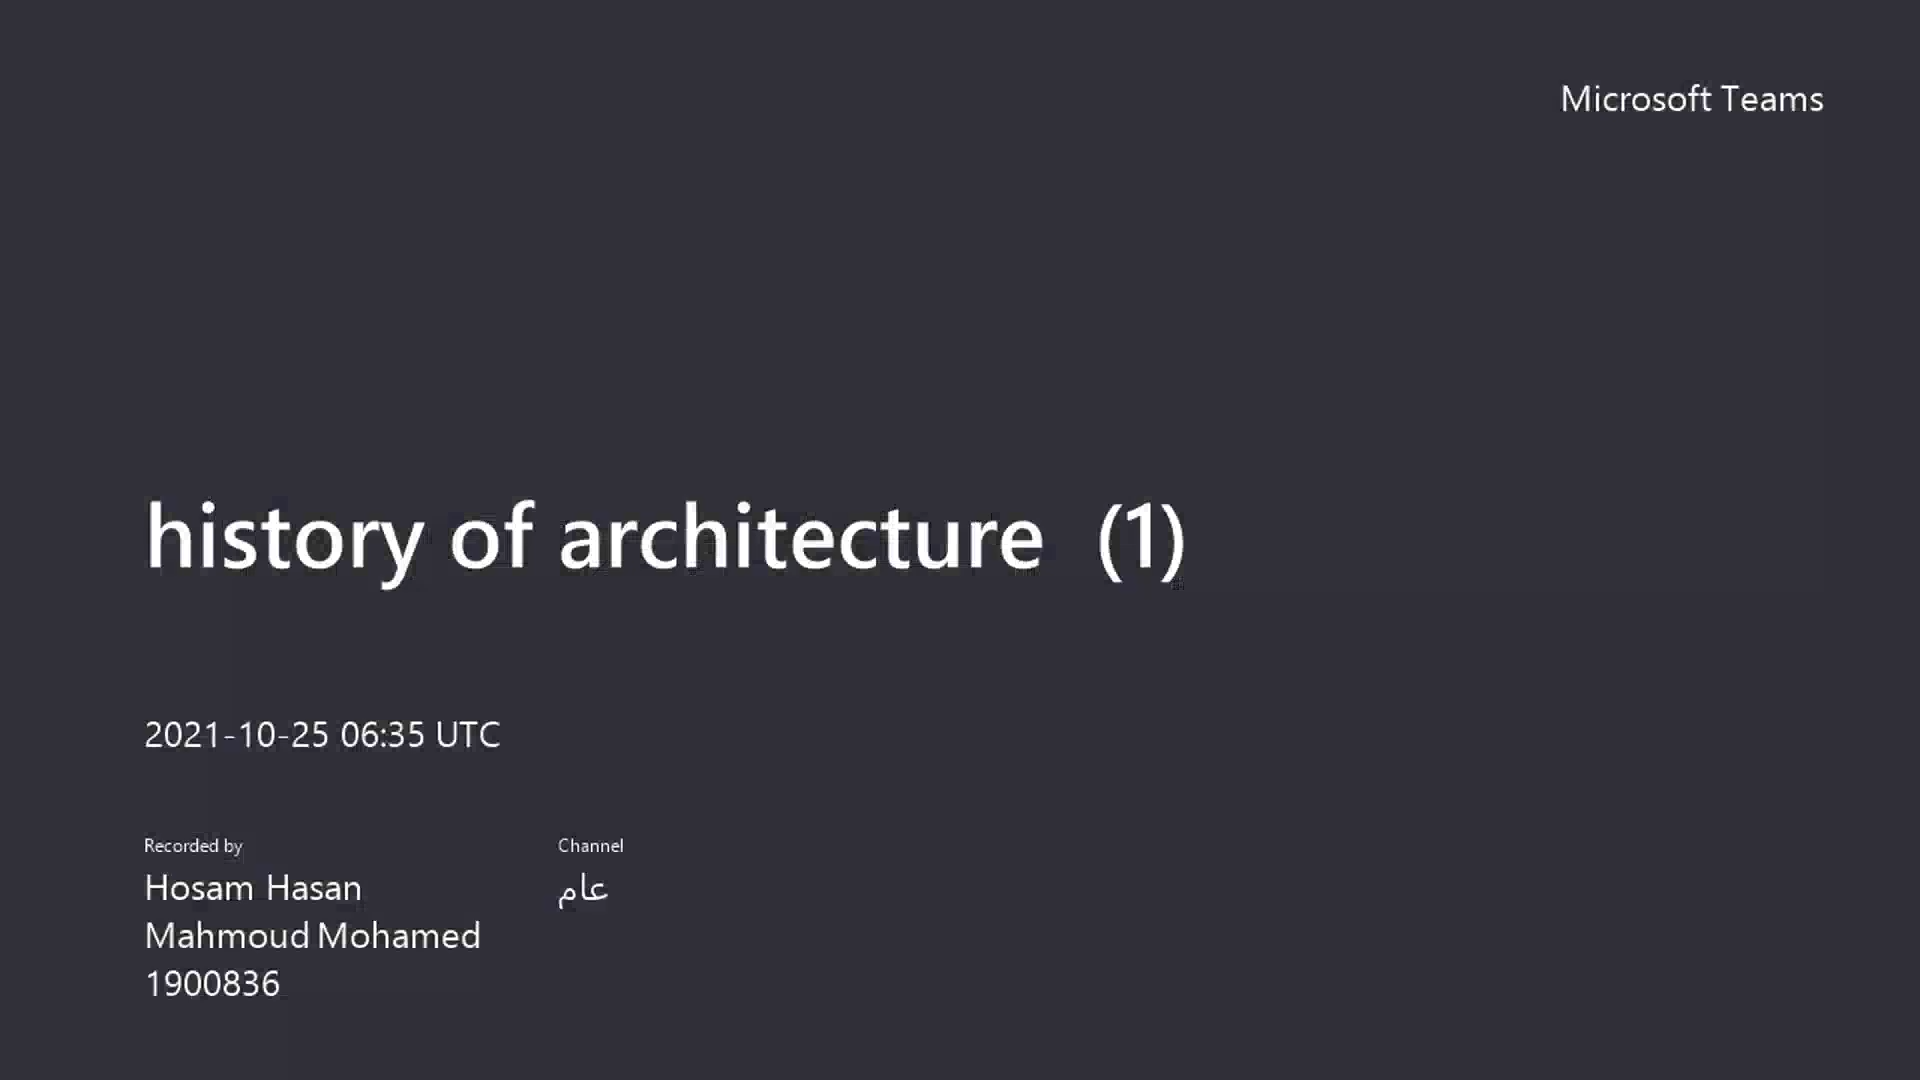 Microsoft Teams
history of architecture (1)
2021-10-25 06:35 UTC
Recorded by
Hosam Hasan
Mahmoud Mohamed
1900836
Channel
عام